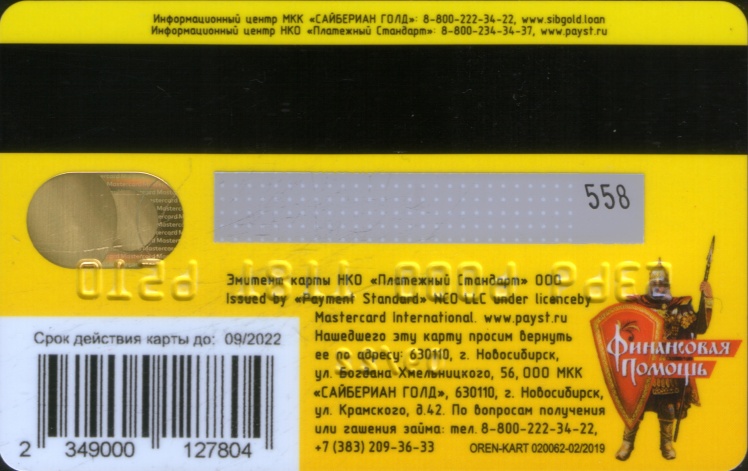 Информационный центр МКК «САЙБЕРИАН ГОЛД»: 8-800-222-34-22, www.sibgold.loan
Информационный центр НКО «Платежный Стандарт»: 8-800-234-34-37, www.payst.ru
558
Эмитент карты НКО «Платежный Стандарт» ООО
Issued by «Payment Standard» NEO LLC under licenceby
Mastercard International. www.payst.ru
Нашедшего эту карту просим вернуть
ее по адресу: 630110, г. Новосибирск,
ул. Богдана Хмельницкого, 56, ООО МКК
«САЙБЕРИАН ГОЛД», 630110, г. Новосибирск,
ул. Крамского, д.42. По вопросам получения
или гашения займа: тел. 8-800-222-34-22,
+7 (383) 209-36-33
OREN-KART 020062-02/2019
Срок действия карты до: 09/2022
2 349000 127804
Финансовая
Помощь